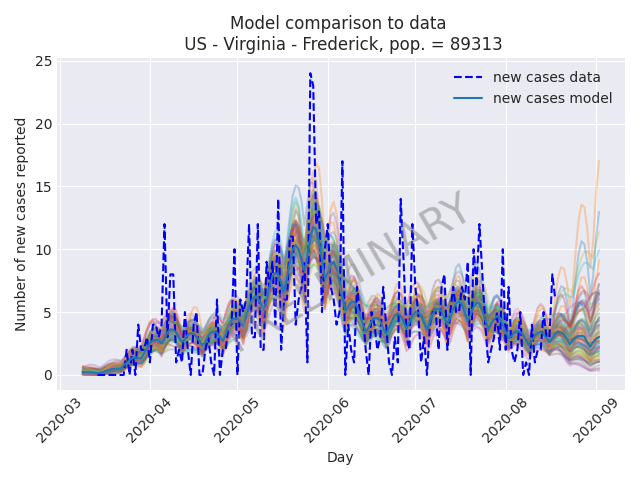 Model comparison to data
US - Virginia - Frederick, pop. = 89313
Number of new cases reported
25
20
15
10
5
0
new cases data
new cases model
2020-03
2020-04
2020-05
2020-06
2020-07
2020-08
2020-09
Day